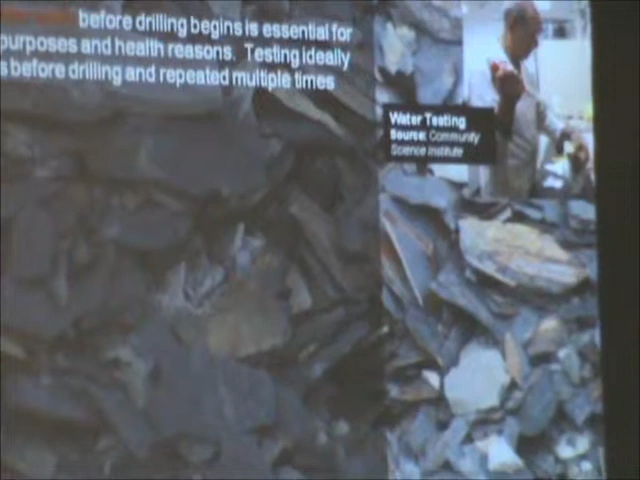 before drilling begins is essential for
purposes and health reasons. Testing ideally
s before drilling and repeated multiple times
Water Testing
Source: Community
Science Institute